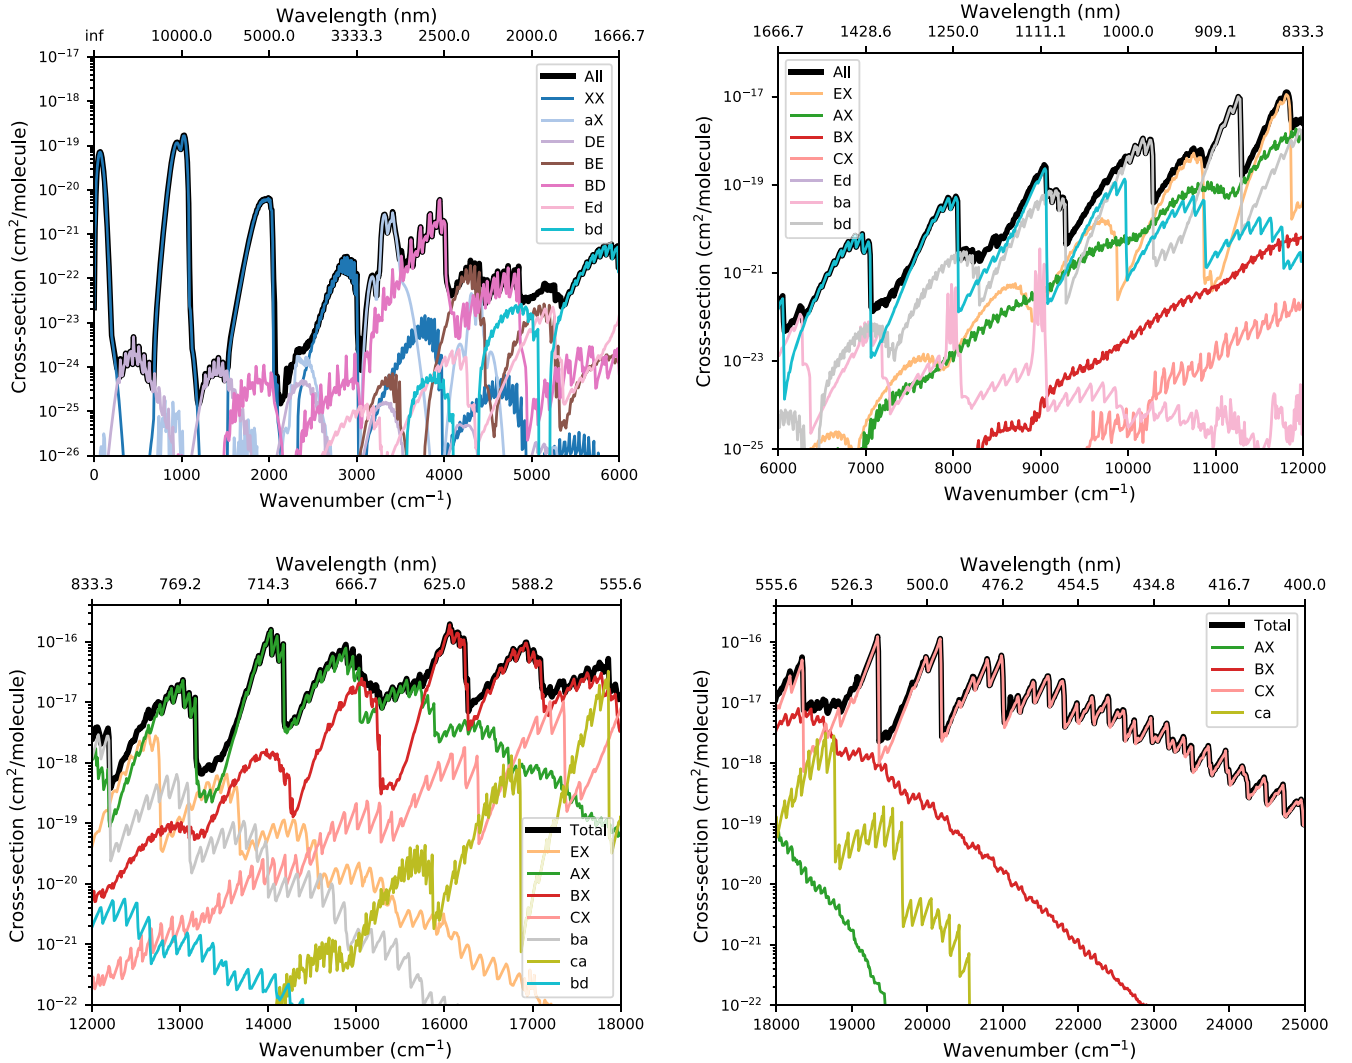 Wavelength (nm)
inf 10000.0 5000.0 3333.3 2500.0 2000.0 1666.7
10⁻¹⁷
10⁻¹⁸
10⁻¹⁹
10⁻²⁰
10⁻²¹
10⁻²²
10⁻²³
10⁻²⁴
10⁻²⁵
10⁻²⁶
Cross-section (cm²/molecule)
All
XX
aX
DE
BE
BD
Ed
bd
0 1000 2000 3000 4000 5000 6000
Wavenumber (cm⁻¹)
Wavelength (nm)
1666.7 1428.6 1250.0 1111.1 1000.0 909.1 833.3
10⁻¹⁷
10⁻¹⁹
10⁻²¹
10⁻²³
10⁻²⁵
Cross-section (cm²/molecule)
All
EX
AX
BX
CX
Ed
ba
bd
6000 7000 8000 9000 10000 11000 12000
Wavenumber (cm⁻¹)
Wavelength (nm)
833.3 769.2 714.3 666.7 625.0 588.2 555.6
10⁻¹⁶
10⁻¹⁷
10⁻¹⁸
10⁻¹⁹
10⁻²⁰
10⁻²¹
10⁻²²
Cross-section (cm²/molecule)
Total
EX
AX
BX
CX
ba
ca
bd
12000 13000 14000 15000 16000 17000 18000
Wavenumber (cm⁻¹)
Wavelength (nm)
555.6 526.3 500.0 476.2 454.5 434.8 416.7 400.0
10⁻¹⁶
10⁻¹⁷
10⁻¹⁸
10⁻¹⁹
10⁻²⁰
10⁻²¹
10⁻²²
Cross-section (cm²/molecule)
Total
AX
BX
CX
ca
18000 19000 20000 21000 22000 23000 24000 25000
Wavenumber (cm⁻¹)